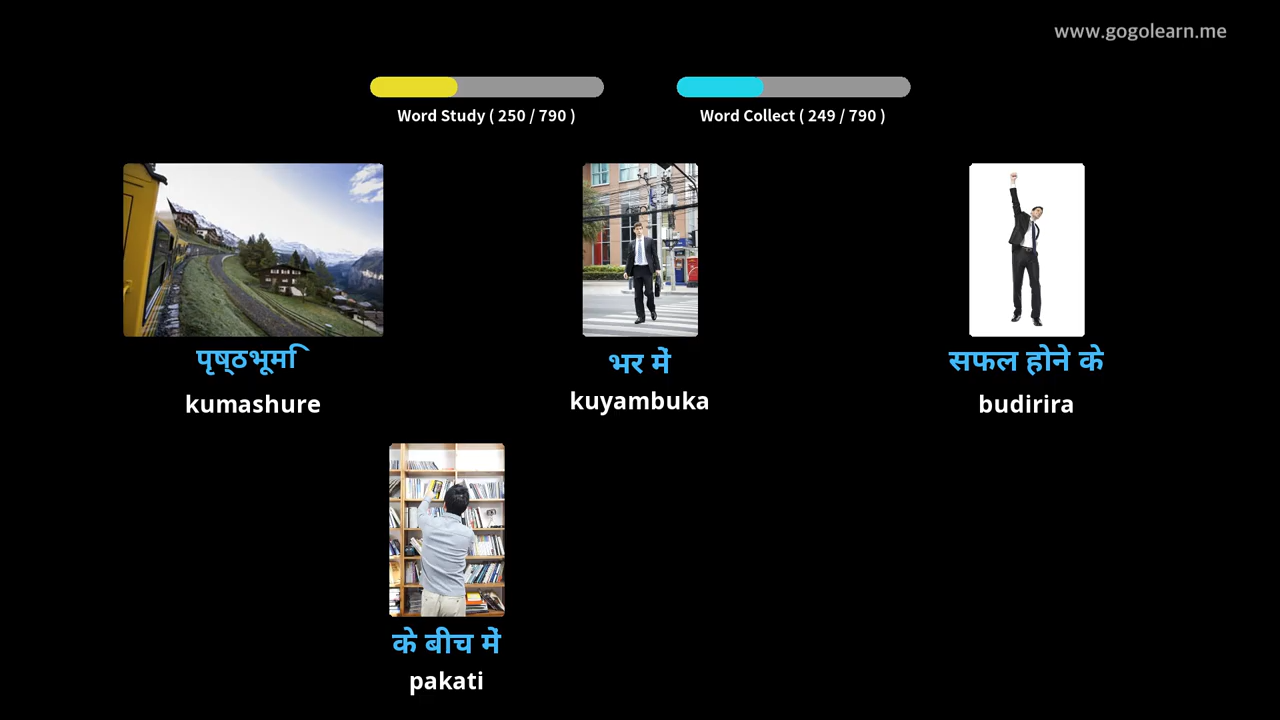 www.gogolearn.me
Word Study ( 250 / 790 )
Word Collect ( 249 / 790 )
पृष्ठभूमि
kumashure
भर में
kuyambuka
सफल होने के
budirira
के बीच में
pakati